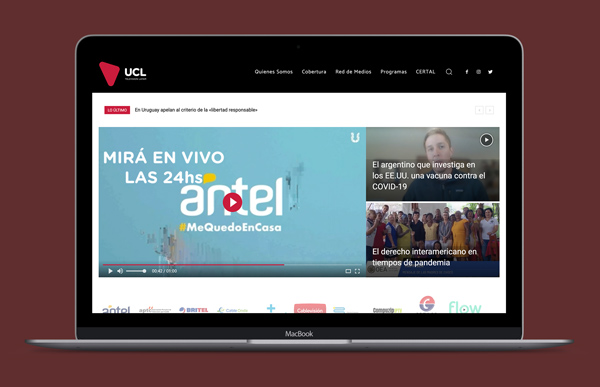 UCL
Quienes Somos
Cobertura
Red de Medios
Programas
CERTAL
LO ÚLTIMO
En Uruguay apelan al criterio de la «libertad responsable»
MIRÁ EN VIVO
LAS 24hs
antel
#MeQuedoEnCasa
00:42 / 01:00
El argentino que investiga en
los EE.UU. una vacuna contra el
COVID-19
El derecho interamericano en
tiempos de pandemia
OEA
antel
BRITEL
flow
MacBook